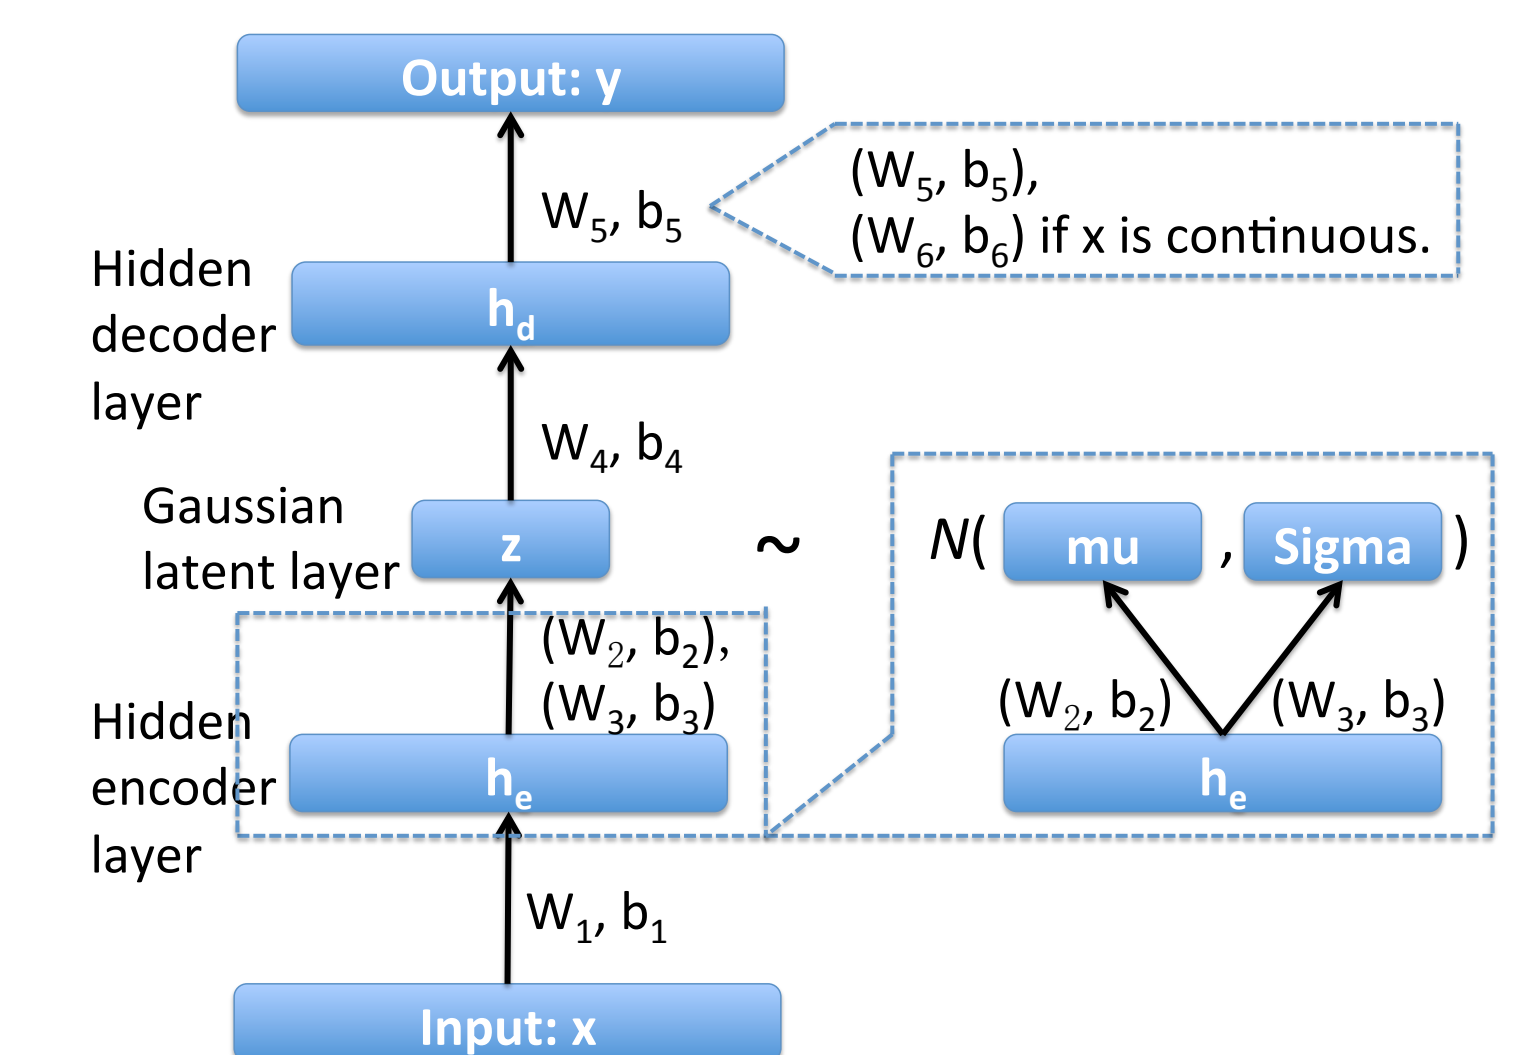 Output: y
W5, b5
(W5, b5),
(W6, b6) if x is continuous.
Hidden
decoder
layer
hd
W4, b4
Gaussian
latent layer
z
~
N( mu , Sigma )
(W2, b2),
(W3, b3)
(W2, b2)
(W3, b3)
Hidden
encoder
layer
he
he
W1, b1
Input: x